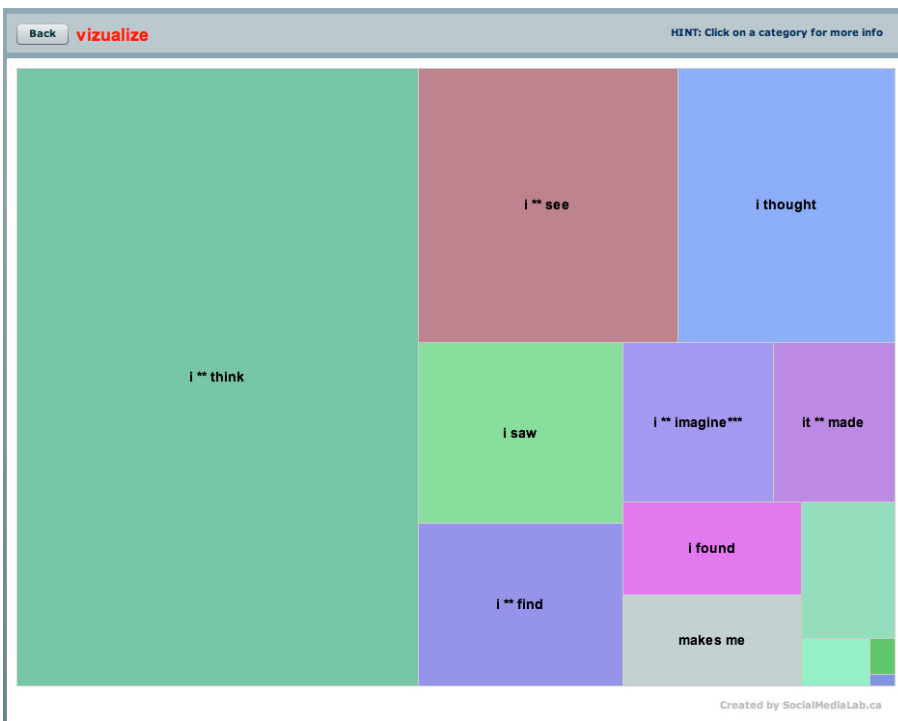 Back vizualize HINT: Click on a category for more info
i ** see
i thought
i ** think
i saw
i ** imagine***
it ** made
i found
i ** find
makes me
Created by SocialMediaLab.ca